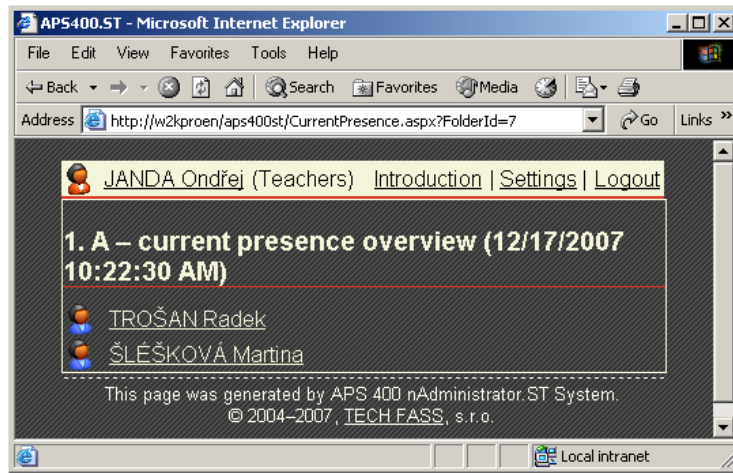 APS400.ST - Microsoft Internet Explorer
File Edit View Favorites Tools Help
Back Search Favorites Media
Address http://w2kproen/aps400st/CurrentPresence.aspx?FolderId=7 Go Links »
JANDA Ondřej (Teachers) Introduction | Settings | Logout
1. A – current presence overview (12/17/2007
10:22:30 AM)
TROŠAN Radek
ŠLÉŠKOVÁ Martina
This page was generated by APS 400 nAdministrator.ST System.
© 2004–2007, TECH FASS, s.r.o.
Local intranet